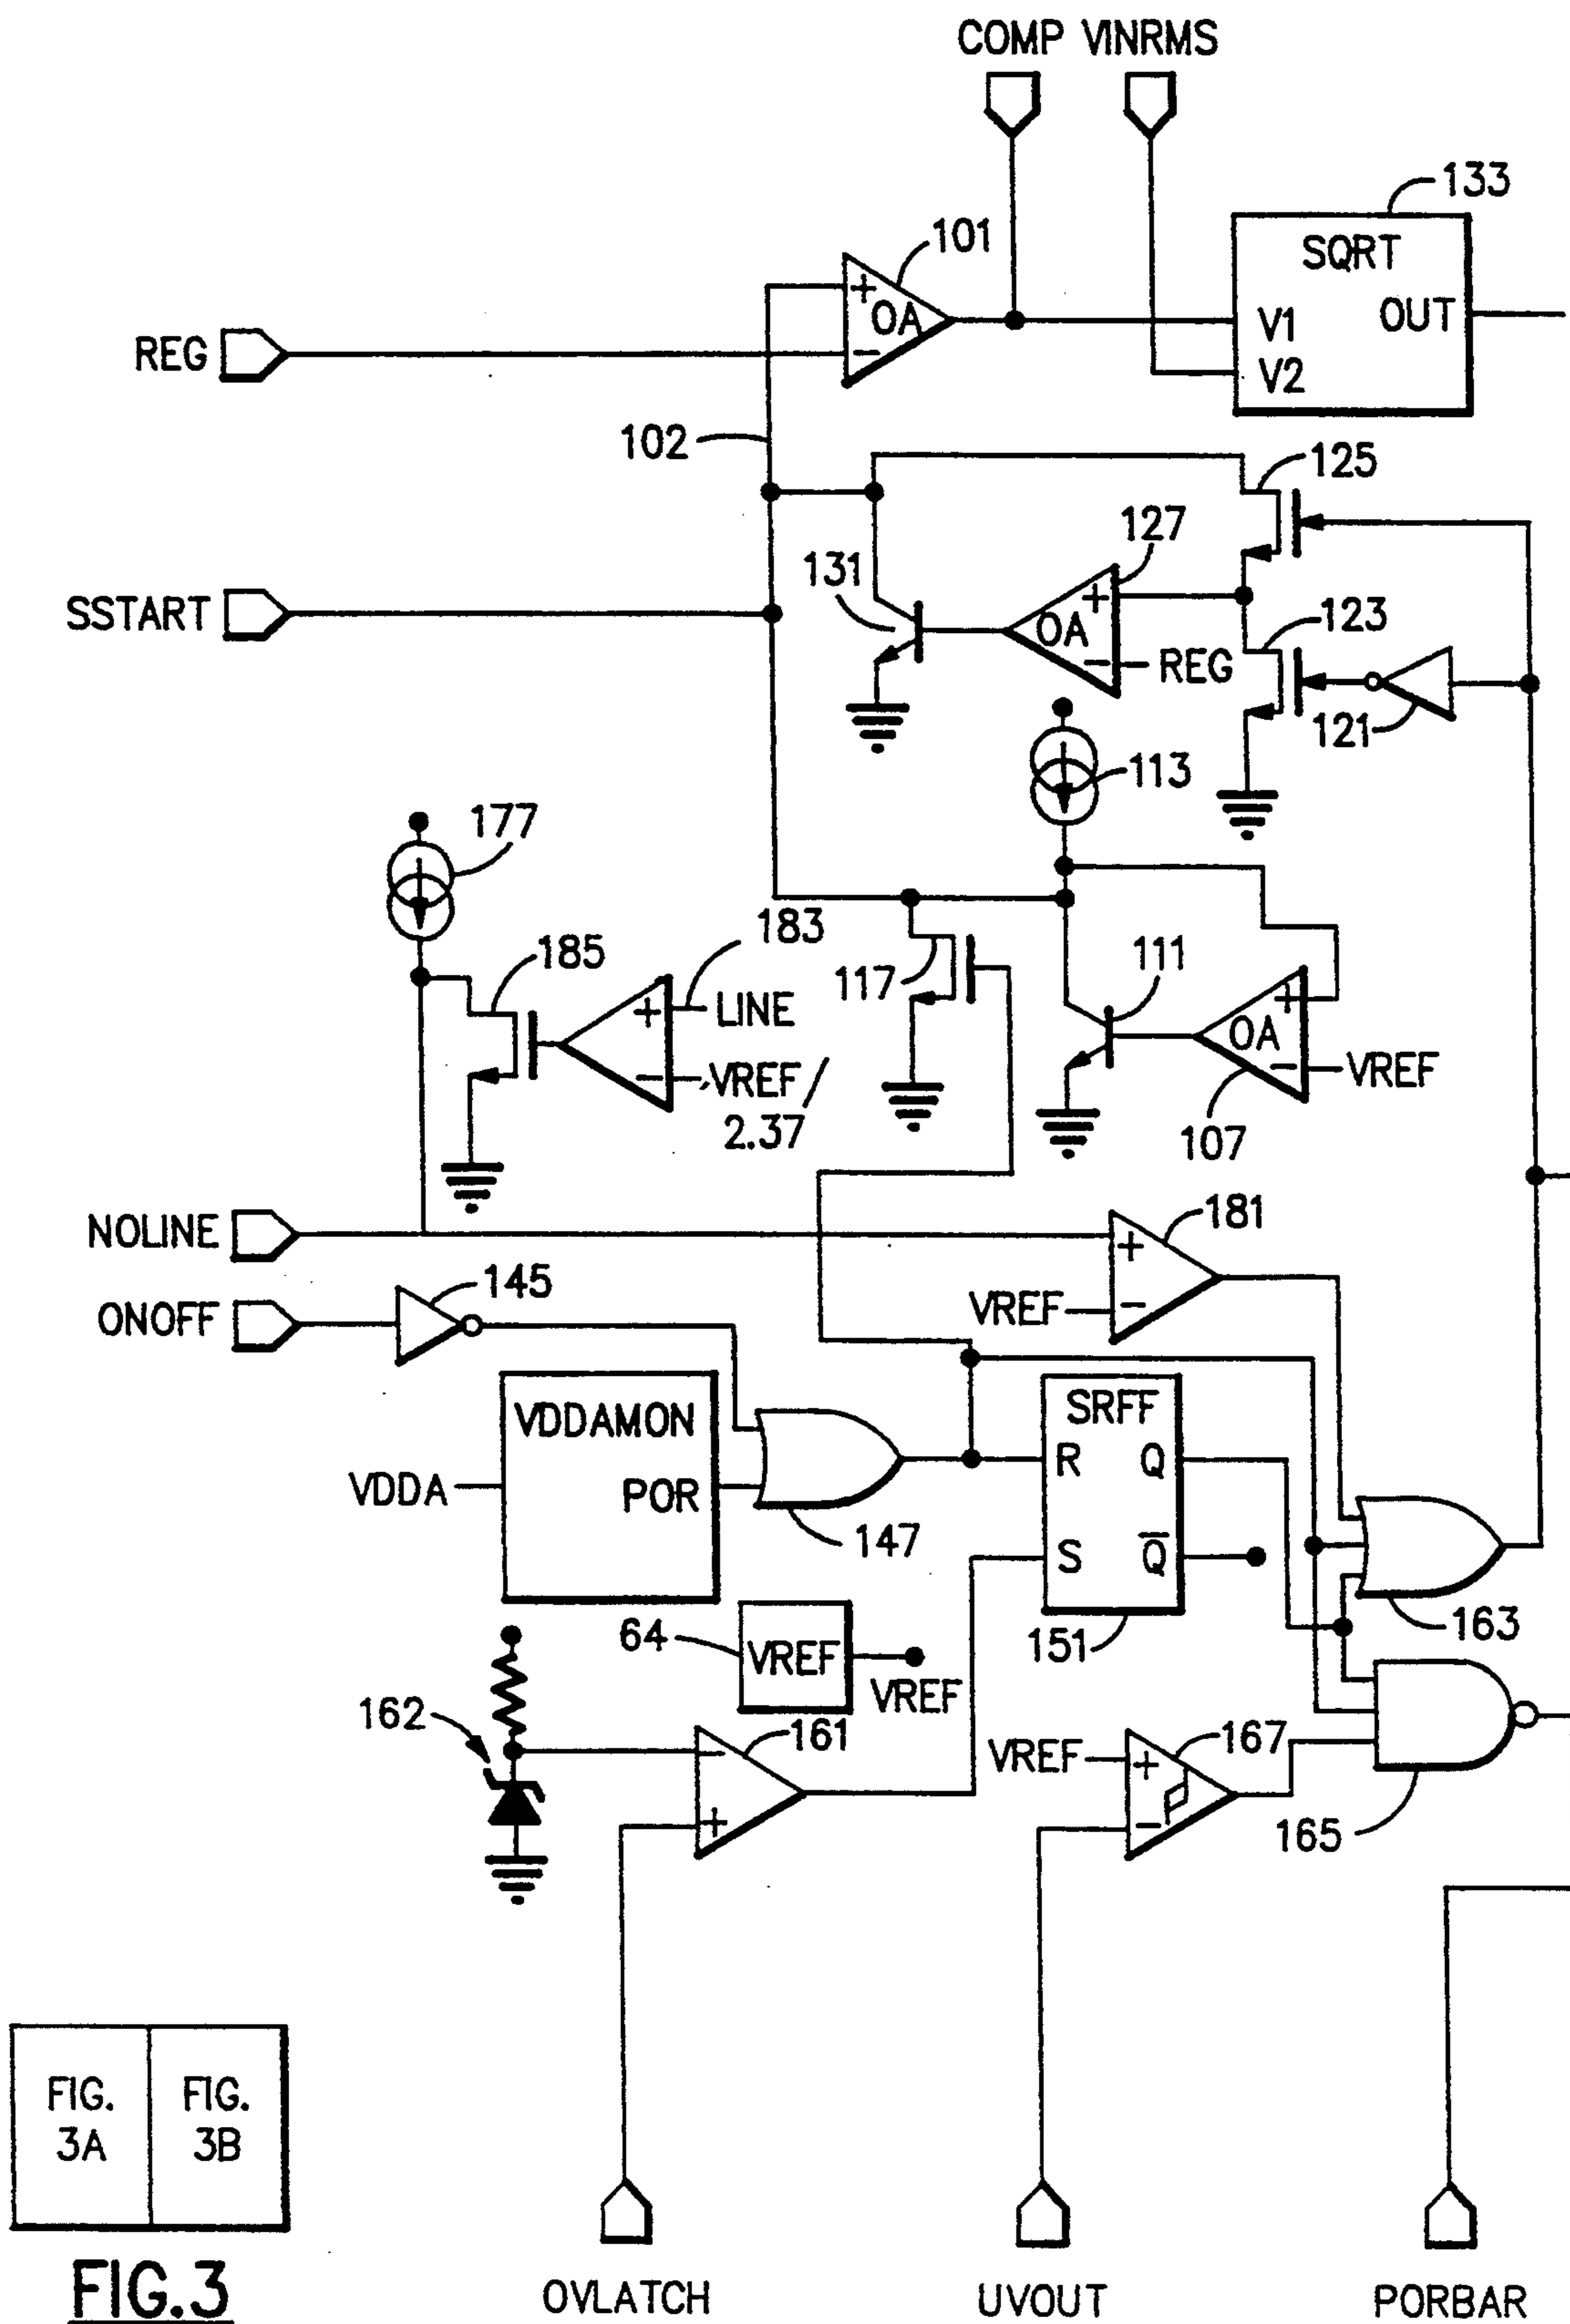 COMP VINRMS
133
101
SQRT
+
OA
V1
OUT
REG
−
V2
102
125
127
131
+
SSTART
OA
123
−
REG
121
113
177
183
185
117
111
+
LINE
+
OA
−
VREF/
2.37
−
VREF
107
NOLINE
181
+
145
ONOFF
VREF
−
VDDAMON
SRFF
R
Q
VDDA
POR
147
S
Q̅
64
151
163
VREF
VREF
162
161
−
167
VREF
+
+
−
165
FIG.
3A
FIG.
3B
FIG.3
OVLATCH
UVOUT
PORBAR